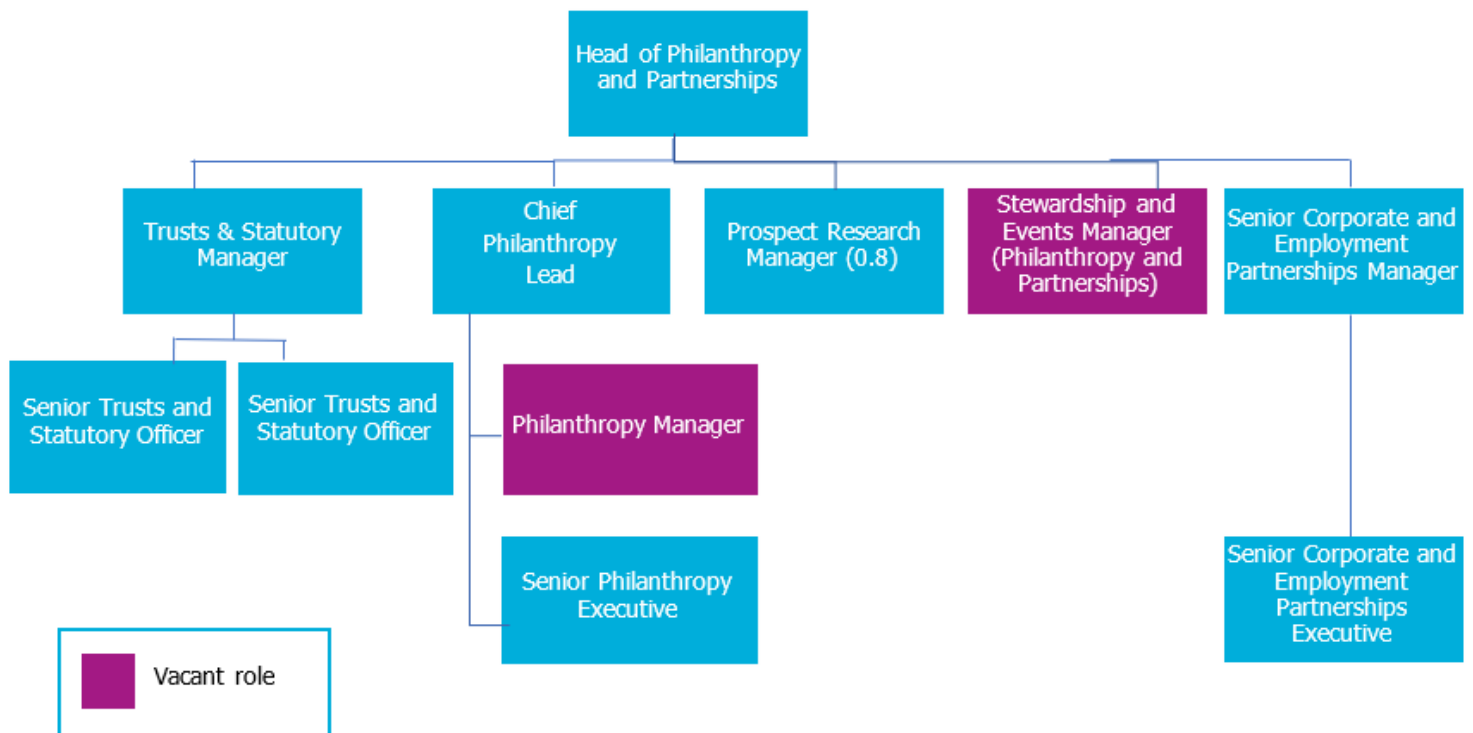 Head of Philanthropy
and Partnerships
Trusts & Statutory
Manager
Chief
Philanthropy
Lead
Prospect Research
Manager (0.8)
Stewardship and
Events Manager
(Philanthropy and
Partnerships)
Senior Corporate and
Employment
Partnerships Manager
Senior Trusts and
Statutory Officer
Senior Trusts and
Statutory Officer
Philanthropy Manager
Senior Philanthropy
Executive
Senior Corporate and
Employment
Partnerships
Executive
Vacant role